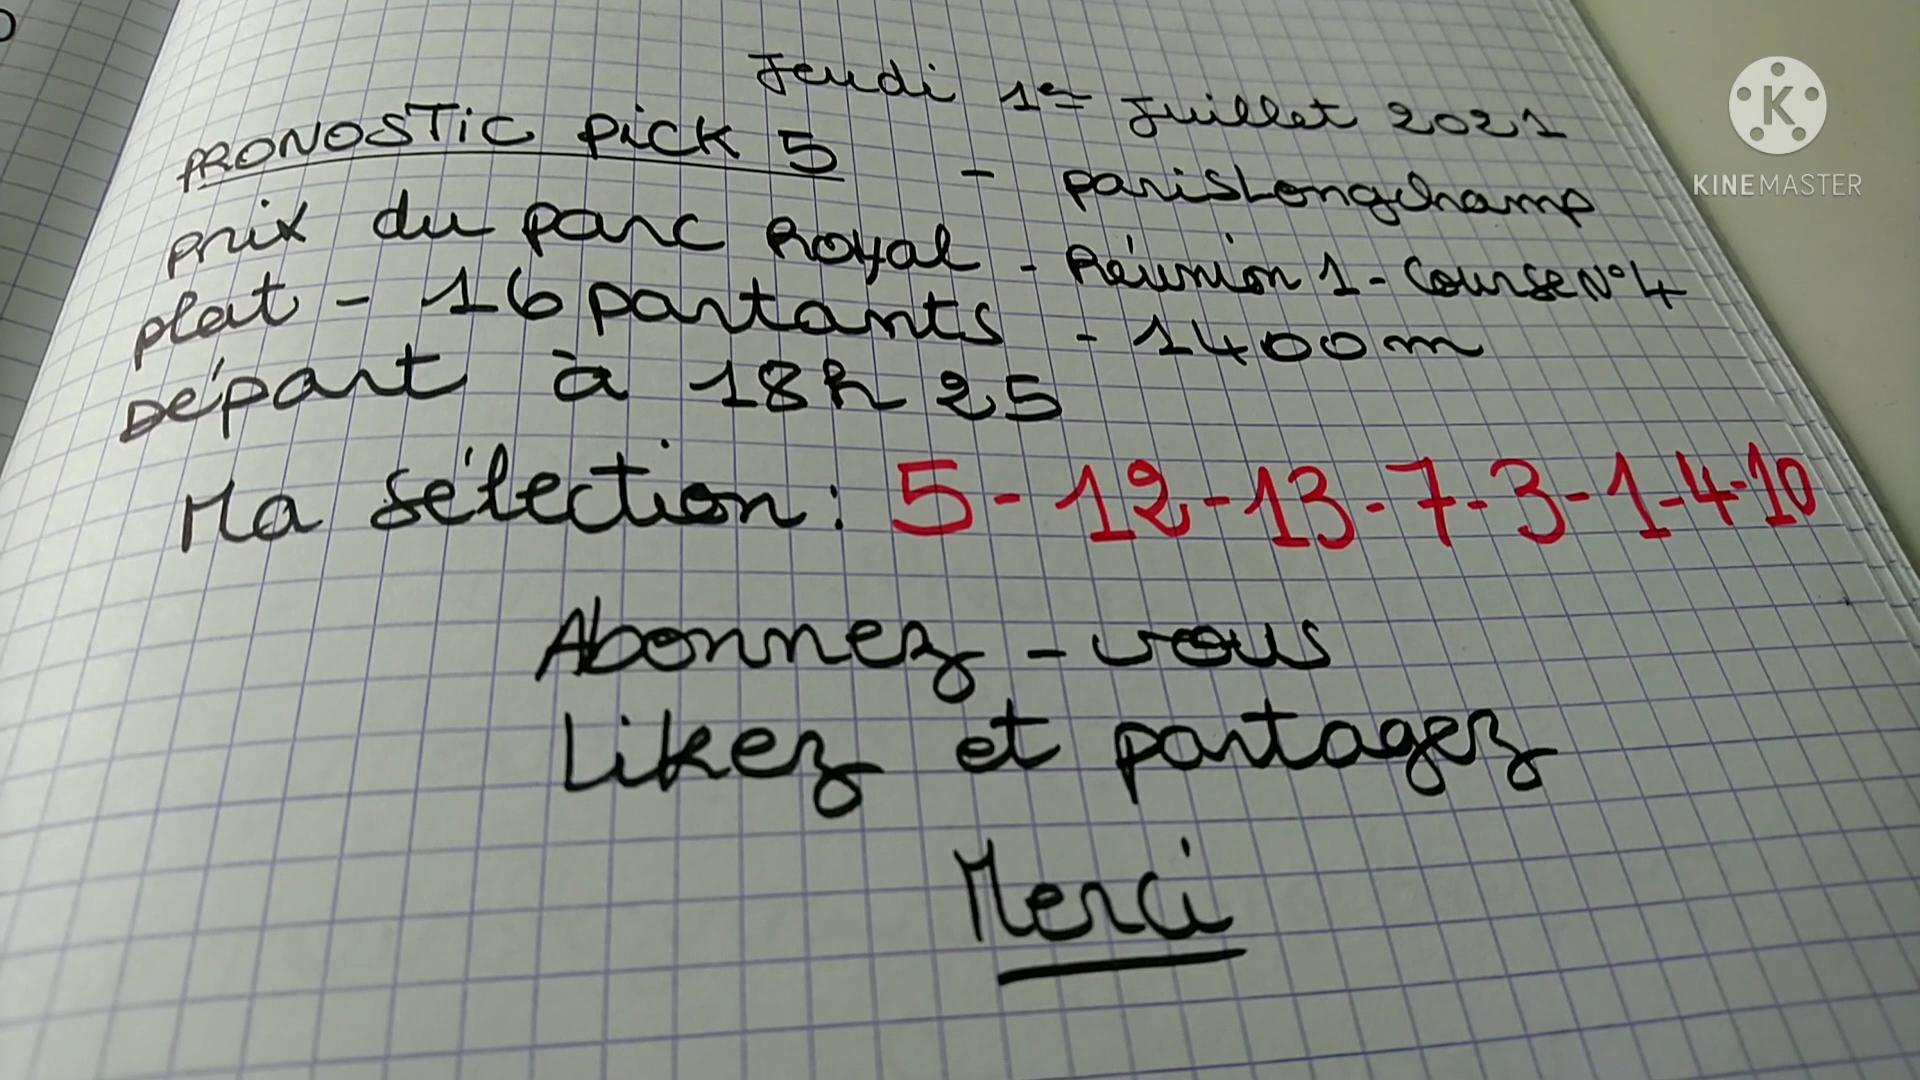 Jeudi 1er Juillet 2021
PRONOSTIC PICK 5 - ParisLongchamp
prix du parc Royal - Réunion 1 - Course N°4
plat - 16 partants - 1400m
Départ à 18h25
Ma sélection : 5-12-13-7-3-1-4-10
Abonnez-vous
Likez et partagez
Merci
K
KINEMASTER